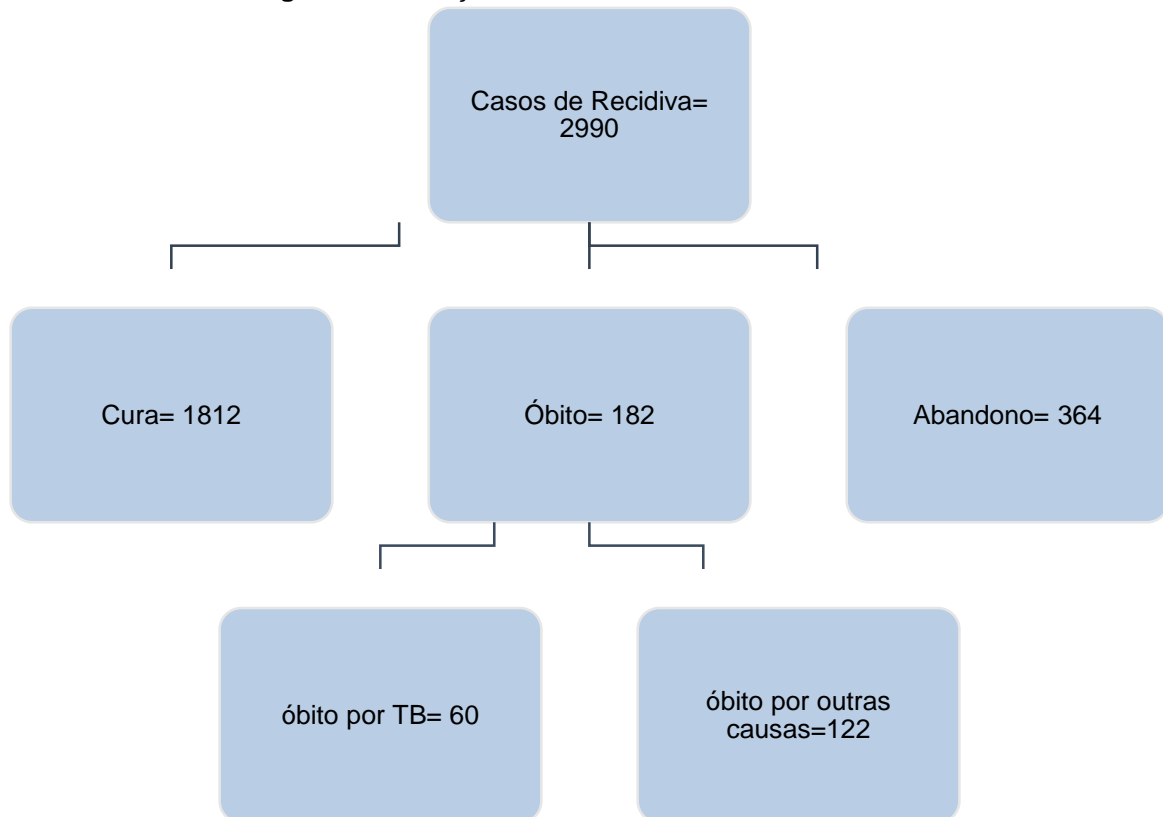 Casos de Recidiva=
2990
Cura= 1812
Óbito= 182
Abandono= 364
óbito por TB= 60
óbito por outras
causas=122